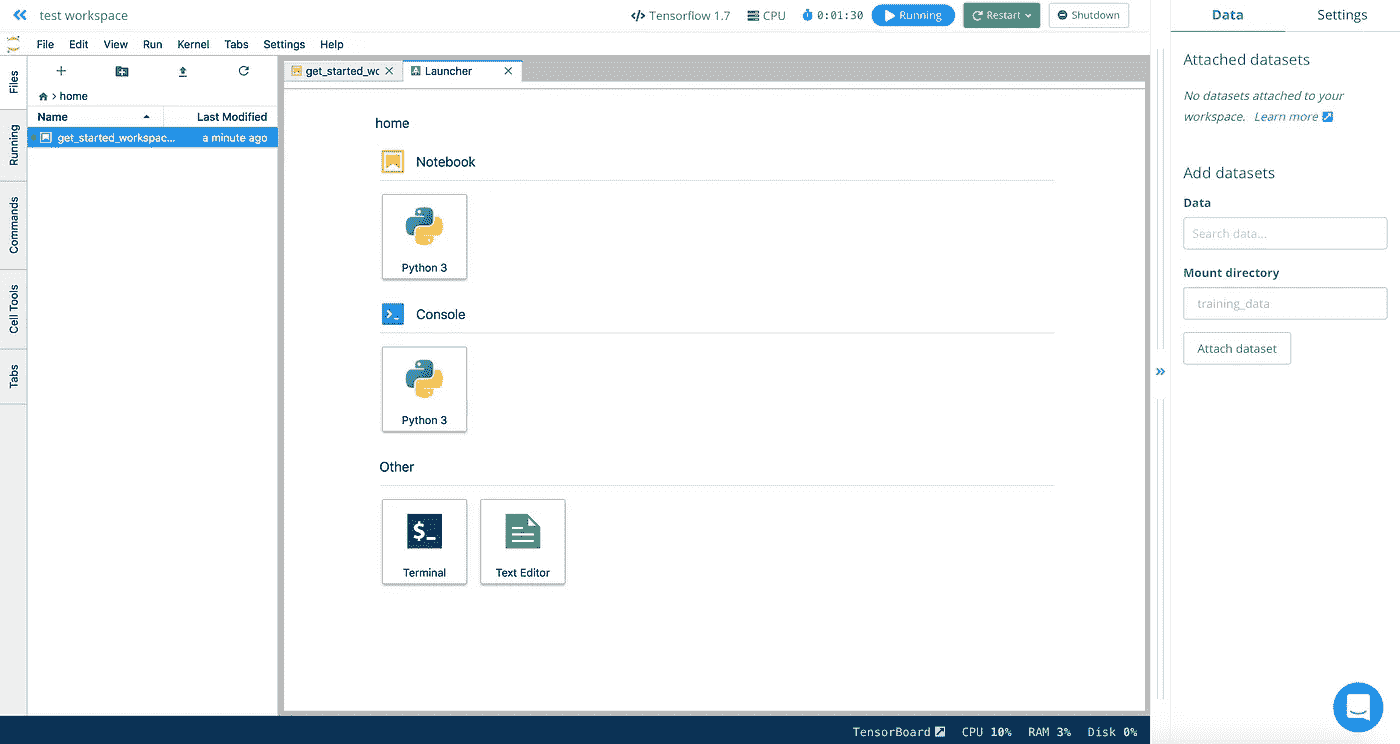 test workspace
</> Tensorflow 1.7 CPU 0:01:30 Running Restart Shutdown
Data Settings
File Edit View Run Kernel Tabs Settings Help
Files
Running
Commands
Cell Tools
Tabs
> home
Name Last Modified
get_started_workspac... a minute ago
get_started_wc Launcher
home
Notebook
Python 3
Console
Python 3
Other
$_
Terminal Text Editor
Attached datasets
No datasets attached to your
workspace. Learn more
Add datasets
Data
Search data...
Mount directory
training_data
Attach dataset
TensorBoard CPU 10% RAM 3% Disk 0%